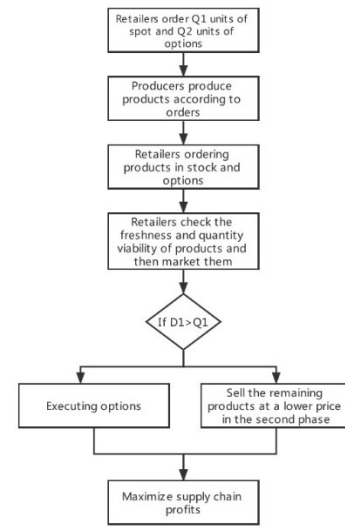 Retailers order Q1 units of
spot and Q2 units of
options
Producers produce
products according to
orders
Retailers ordering
products in stock and
options
Retailers check the
freshness and quantity
viability of products and
then market them
If D1>Q1
Executing options
Sell the remaining
products at a lower price
in the second phase
Maximize supply chain
profits